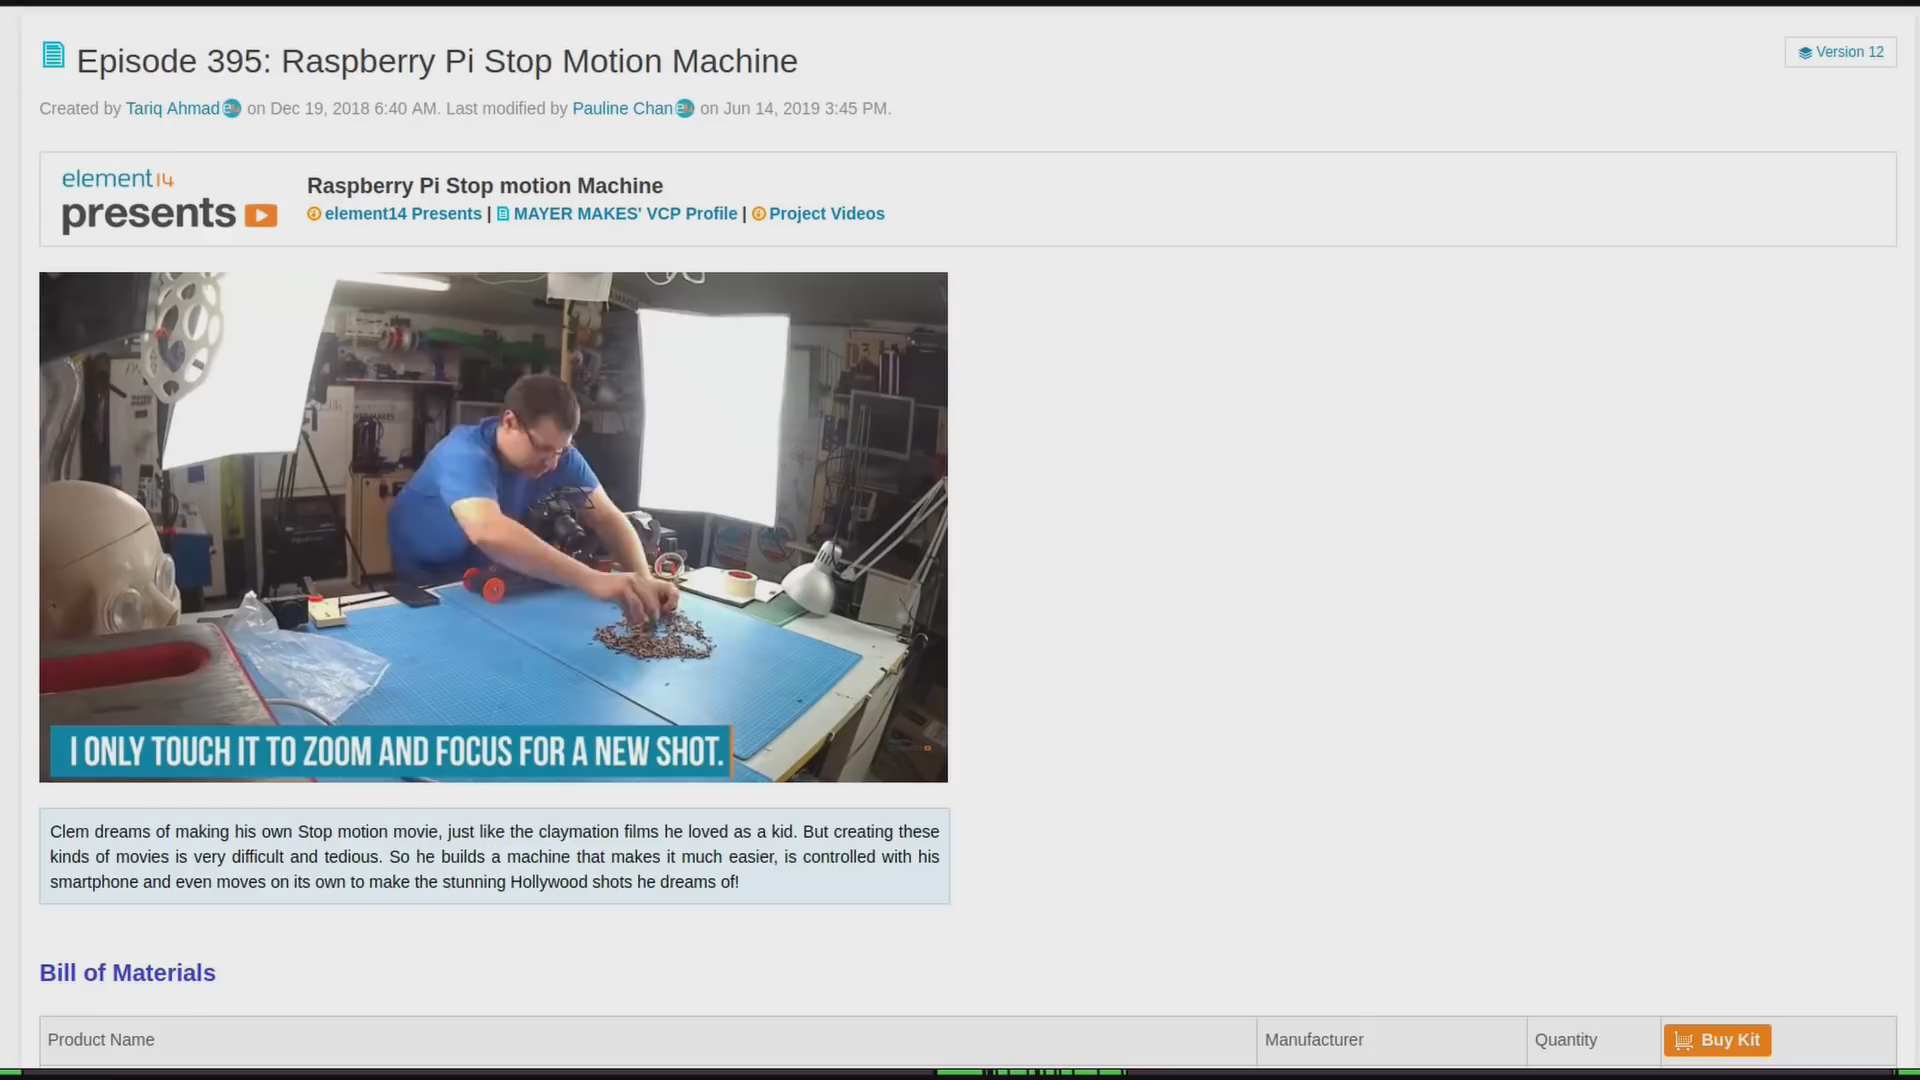 Episode 395: Raspberry Pi Stop Motion Machine
Version 12
Created by Tariq Ahmad on Dec 19, 2018 6:40 AM. Last modified by Pauline Chan on Jun 14, 2019 3:45 PM.
element14
presents
Raspberry Pi Stop motion Machine
element14 Presents | MAYER MAKES' VCP Profile | Project Videos
I ONLY TOUCH IT TO ZOOM AND FOCUS FOR A NEW SHOT.
Clem dreams of making his own Stop motion movie, just like the claymation films he loved as a kid. But creating these
kinds of movies is very difficult and tedious. So he builds a machine that makes it much easier, is controlled with his
smartphone and even moves on its own to make the stunning Hollywood shots he dreams of!
Bill of Materials
Product Name
Manufacturer
Quantity
Buy Kit